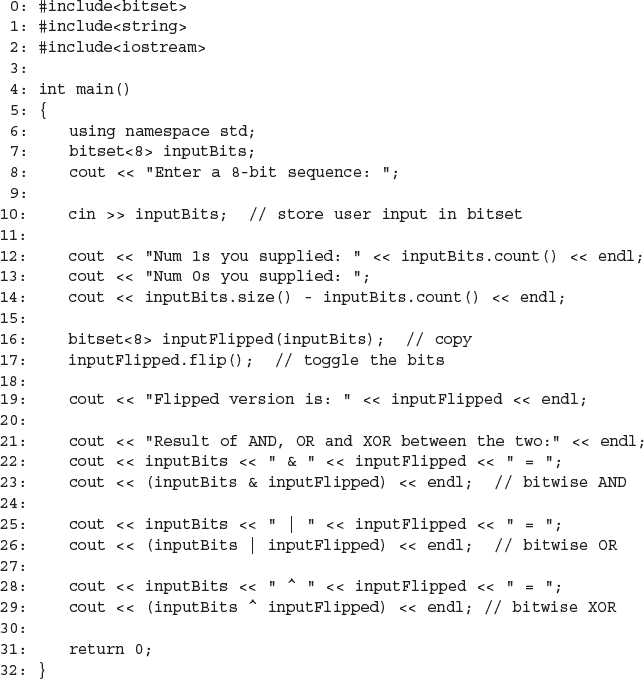 0: #include<bitset>
1: #include<string>
2: #include<iostream>
3:
4: int main()
5: {
6:    using namespace std;
7:    bitset<8> inputBits;
8:    cout << "Enter a 8-bit sequence: ";
9:
10:    cin >> inputBits;  // store user input in bitset
11:
12:    cout << "Num 1s you supplied: " << inputBits.count() << endl;
13:    cout << "Num 0s you supplied: ";
14:    cout << inputBits.size() - inputBits.count() << endl;
15:
16:    bitset<8> inputFlipped(inputBits);  // copy
17:    inputFlipped.flip();  // toggle the bits
18:
19:    cout << "Flipped version is: " << inputFlipped << endl;
20:
21:    cout << "Result of AND, OR and XOR between the two:" << endl;
22:    cout << inputBits << " & " << inputFlipped << " = ";
23:    cout << (inputBits & inputFlipped) << endl;  // bitwise AND
24:
25:    cout << inputBits << " | " << inputFlipped << " = ";
26:    cout << (inputBits | inputFlipped) << endl;  // bitwise OR
27:
28:    cout << inputBits << " ^ " << inputFlipped << " = ";
29:    cout << (inputBits ^ inputFlipped) << endl; // bitwise XOR
30:
31:    return 0;
32: }